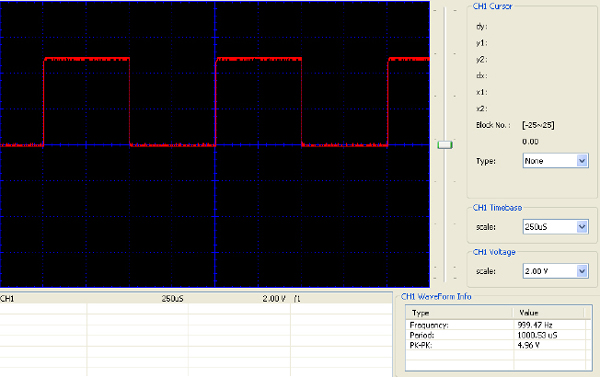 CH1 Cursor
dy:
y1:
y2:
dx:
x1:
x2:
Block No.: [-25~25]
0.00
Type: None
CH1 Timebase
scale: 250uS
CH1 Voltage
scale: 2.00 V
CH1 250uS 2.00 V
CH1 WaveForm Info
Type Value
Frequency: 999.47 Hz
Period: 1000.53 uS
PK-PK: 4.96 V